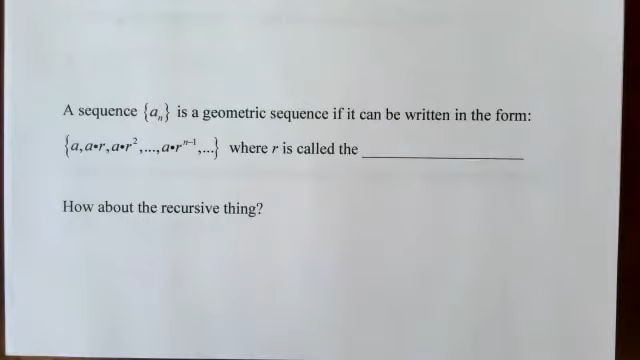 A sequence {aₙ} is a geometric sequence if it can be written in the form:
{a, a•r, a•r², ..., a•rⁿ⁻¹, ...} where r is called the ____________________
How about the recursive thing?